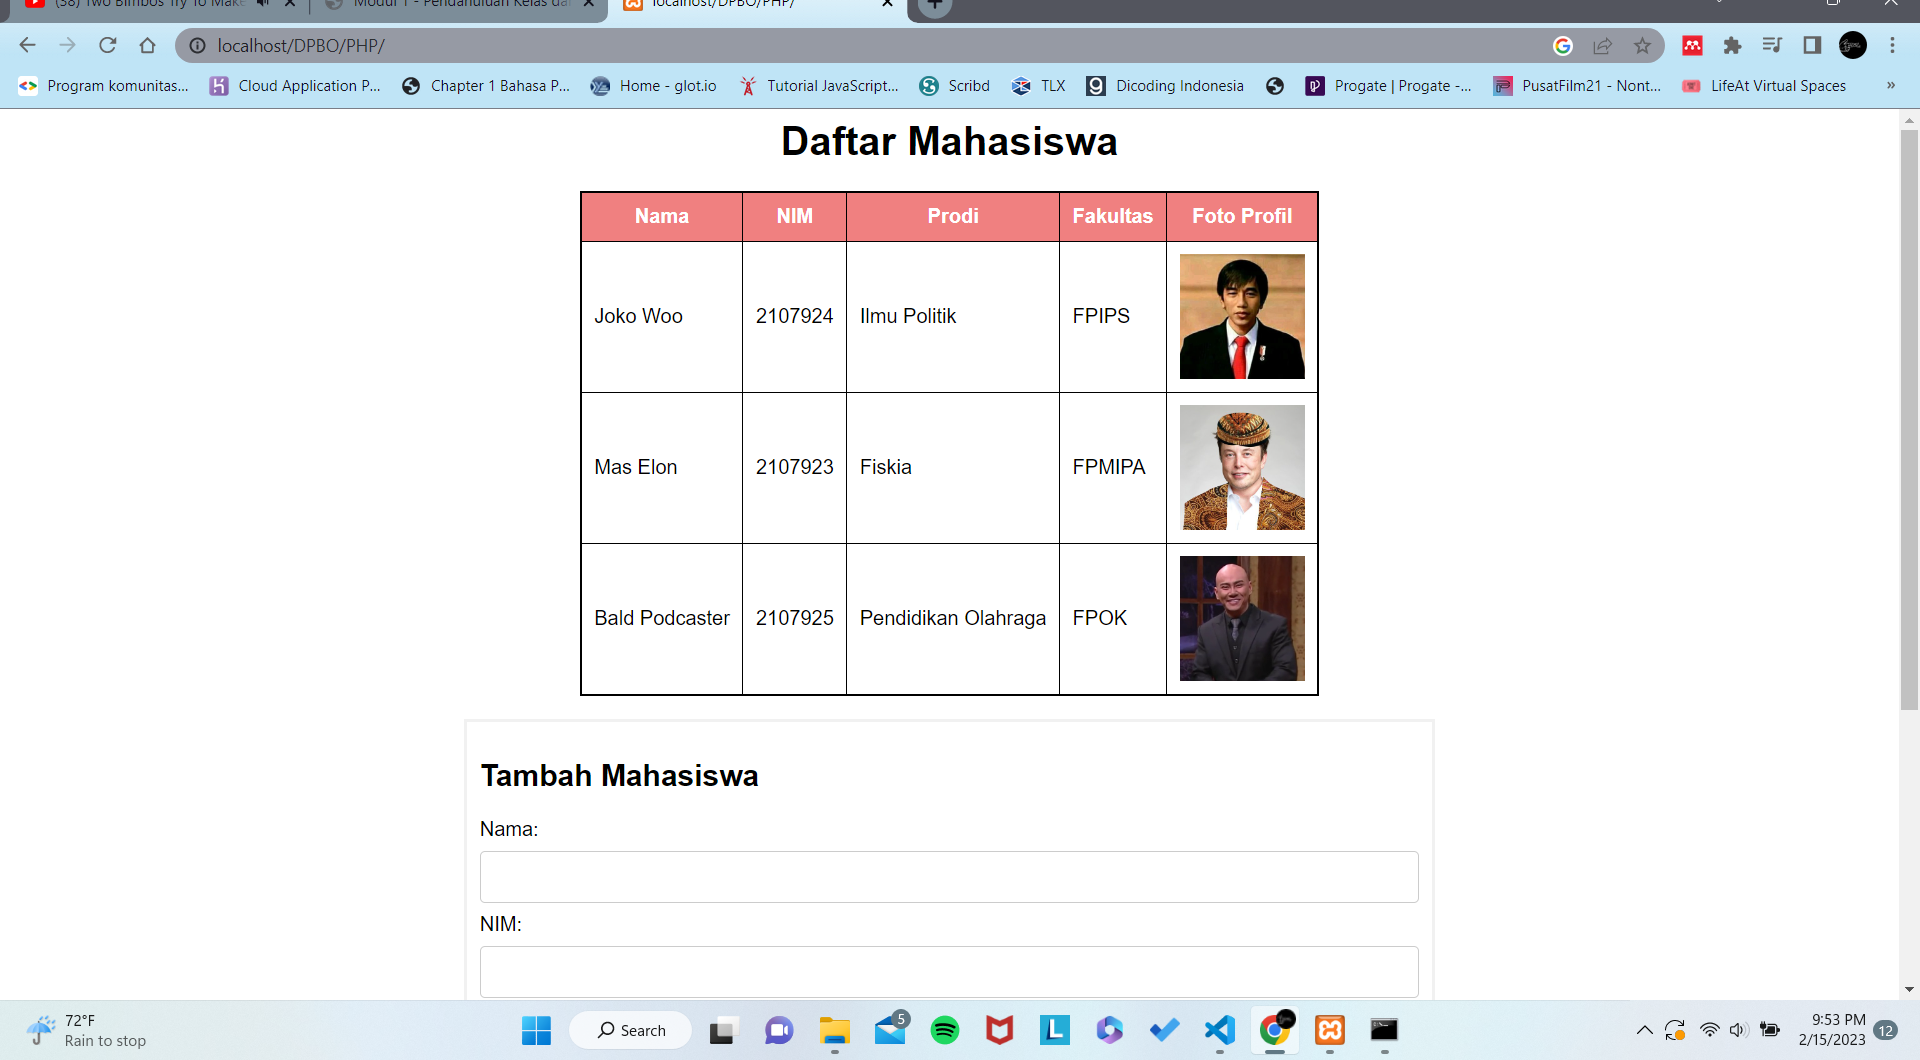 (38) Two Bimbos Try To Make
Modul 1 - Pendahuluan Kelas da
localhost/DPBO/PHP/
localhost/DPBO/PHP/
Program komunitas...
Cloud Application P...
Chapter 1 Bahasa P...
Home - glot.io
Tutorial JavaScript...
Scribd
TLX
Dicoding Indonesia
Progate | Progate -...
PusatFilm21 - Nont...
LifeAt Virtual Spaces
»
Daftar Mahasiswa
Nama NIM Prodi Fakultas Foto Profil
Joko Woo 2107924 Ilmu Politik FPIPS
Mas Elon 2107923 Fiskia FPMIPA
Bald Podcaster 2107925 Pendidikan Olahraga FPOK
Tambah Mahasiswa
Nama:
NIM:
72°F
Rain to stop
Search
5
9:53 PM
2/15/2023
12